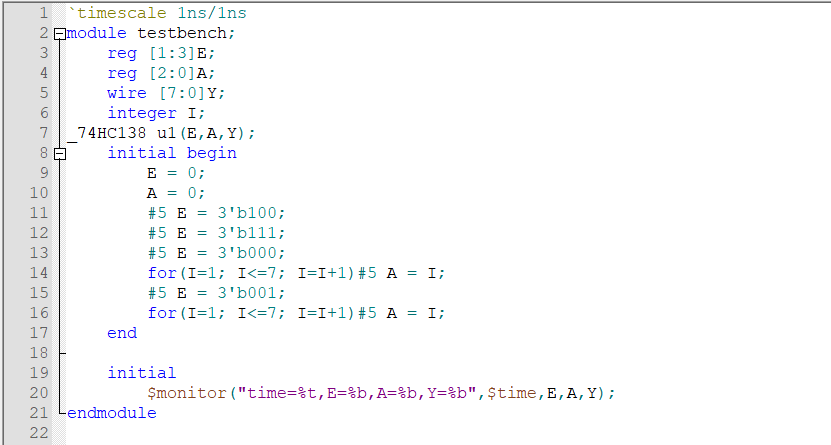 1 `timescale 1ns/1ns
2 module testbench;
3 reg [1:3]E;
4 reg [2:0]A;
5 wire [7:0]Y;
6 integer I;
7 _74HC138 u1(E,A,Y);
8 initial begin
9 E = 0;
10 A = 0;
11 #5 E = 3'b100;
12 #5 E = 3'b111;
13 #5 E = 3'b000;
14 for(I=1; I<=7; I=I+1)#5 A = I;
15 #5 E = 3'b001;
16 for(I=1; I<=7; I=I+1)#5 A = I;
17 end
18
19 initial
20 $monitor("time=%t,E=%b,A=%b,Y=%b",$time,E,A,Y);
21 endmodule
22